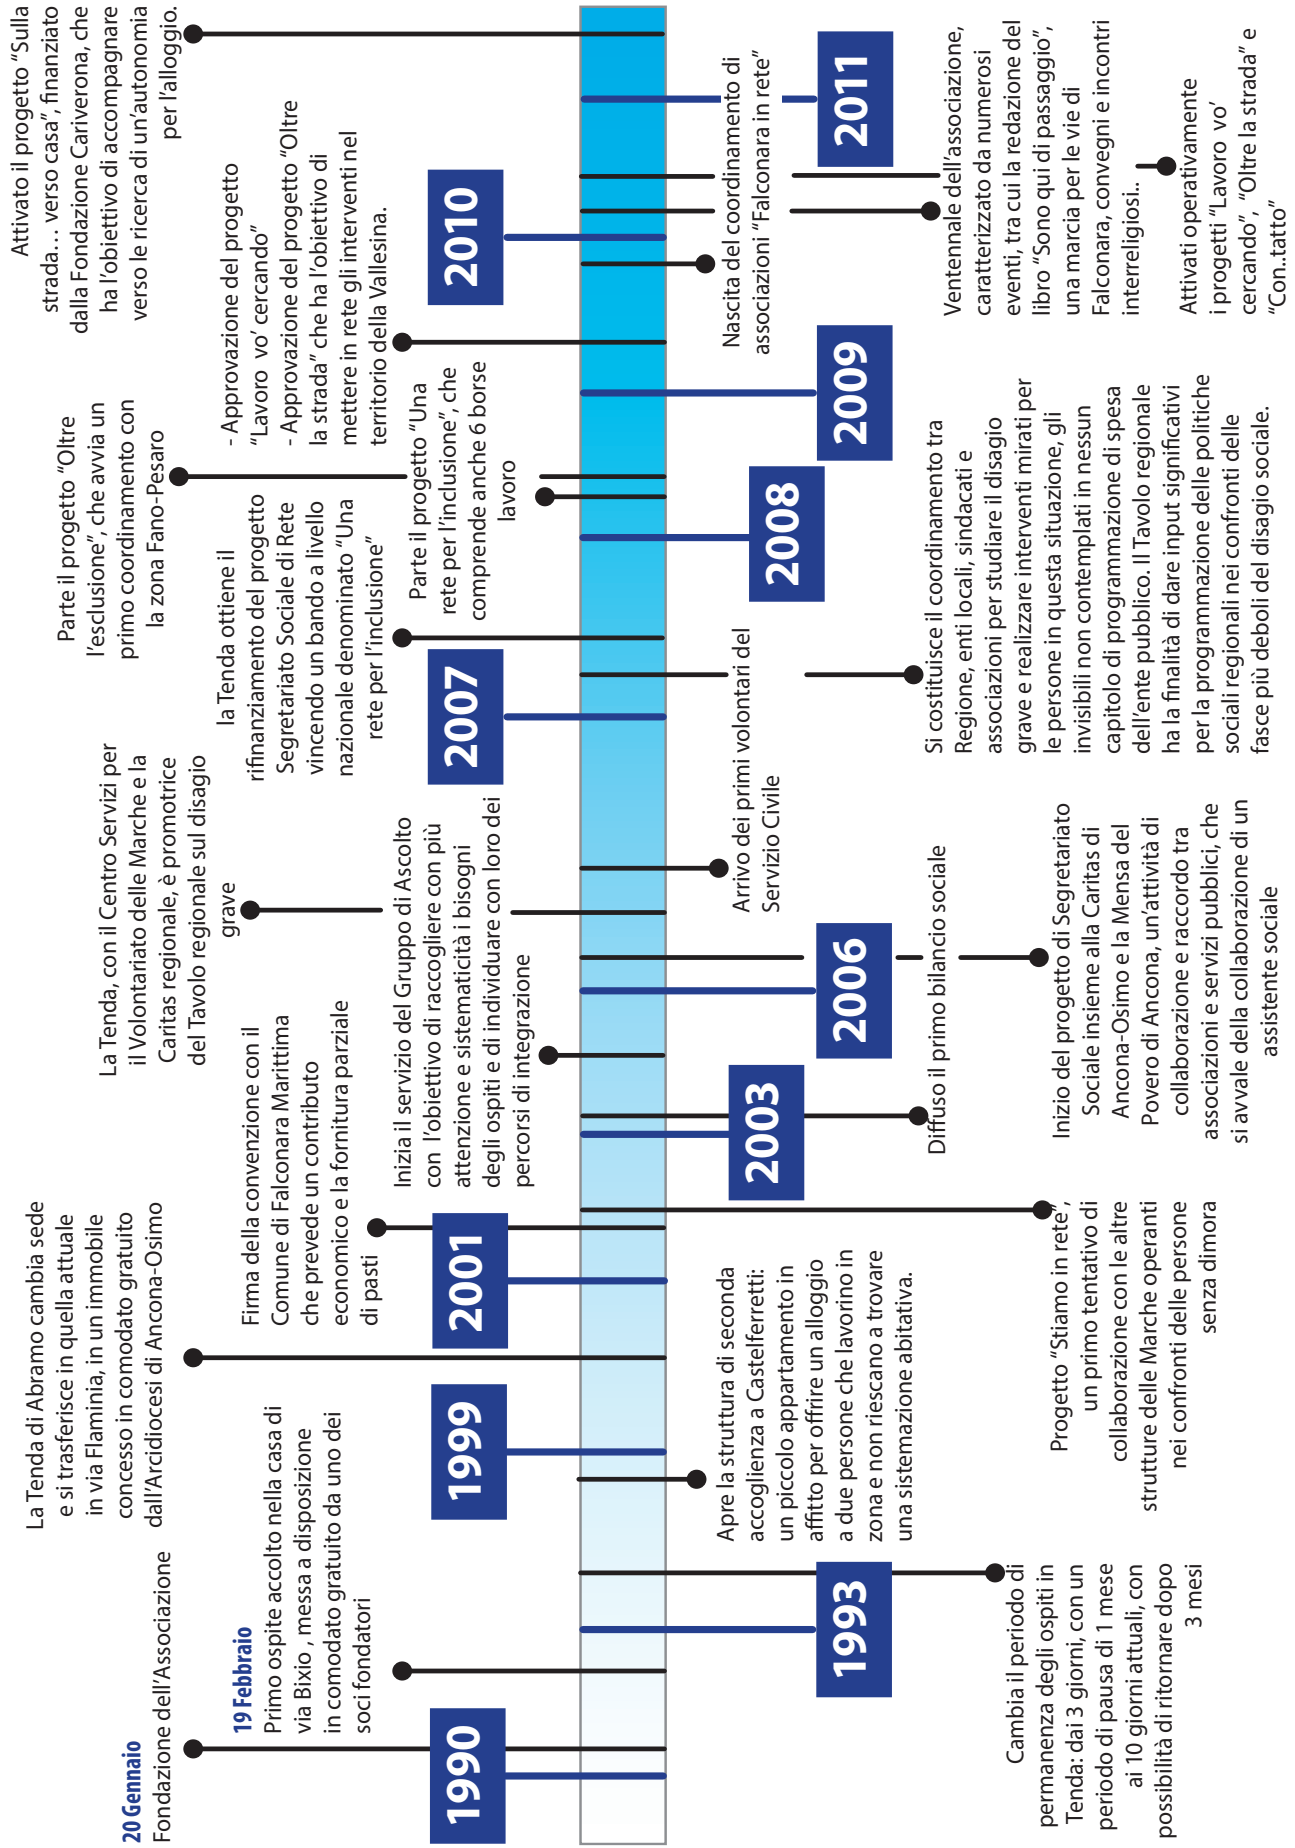 20 Gennaio
Fondazione dell'Associazione
1990
19 Febbraio
Primo ospite accolto nella casa di
via Bixio , messa a disposizione
in comodato gratuito da uno dei
soci fondatori
1993
Cambia il periodo di
permanenza degli ospiti in
Tenda: dai 3 giorni, con un
periodo di pausa di 1 mese
ai 10 giorni attuali, con
possibilità di ritornare dopo
3 mesi
Apre la struttura di seconda
accoglienza a Castelferretti:
un piccolo appartamento in
affitto per offrire un alloggio
a due persone che lavorino in
zona e non riescano a trovare
una sistemazione abitativa.
1999
La Tenda di Abramo cambia sede
e si trasferisce in quella attuale
in via Flaminia, in un immobile
concesso in comodato gratuito
dall'Arcidiocesi di Ancona-Osimo
2001
Firma della convenzione con il
Comune di Falconara Marittima
che prevede un contributo
economico e la fornitura parziale
di pasti
Progetto "Stiamo in rete",
un primo tentativo di
collaborazione con le altre
strutture delle Marche operanti
nei confronti delle persone
senza dimora
2003
Diffuso il primo bilancio sociale
Inizia il servizio del Gruppo di Ascolto
con l'obiettivo di raccogliere con più
attenzione e sistematicità i bisogni
degli ospiti e di individuare con loro dei
percorsi di integrazione
2006
Inizio del progetto di Segretariato
Sociale insieme alla Caritas di
Ancona-Osimo e la Mensa del
Povero di Ancona, un'attività di
collaborazione e raccordo tra
associazioni e servizi pubblici, che
si avvale della collaborazione di un
assistente sociale
La Tenda, con il Centro Servizi per
il Volontariato delle Marche e la
Caritas regionale, è promotrice
del Tavolo regionale sul disagio
grave
Arrivo dei primi volontari del
Servizio Civile
2007
Si costituisce il coordinamento tra
Regione, enti locali, sindacati e
associazioni per studiare il disagio
grave e realizzare interventi mirati per
le persone in questa situazione, gli
invisibili non contemplati in nessun
capitolo di programmazione di spesa
dell'ente pubblico. Il Tavolo regionale
ha la finalità di dare input significativi
per la programmazione delle politiche
sociali regionali nei confronti delle
fasce più deboli del disagio sociale.
la Tenda ottiene il
rifinanziamento del progetto
Segretariato Sociale di Rete
vincendo un bando a livello
nazionale denominato "Una
rete per l'inclusione"
2008
Parte il progetto "Una
rete per l'inclusione", che
comprende anche 6 borse
lavoro
Parte il progetto "Oltre
l'esclusione", che avvia un
primo coordinamento con
la zona Fano-Pesaro
2009
- Approvazione del progetto
"Lavoro vo' cercando"
- Approvazione del progetto "Oltre
la strada" che ha l'obiettivo di
mettere in rete gli interventi nel
territorio della Vallesina.
Nascita del coordinamento di
associazioni "Falconara in rete"
2010
Ventennale dell'associazione,
caratterizzato da numerosi
eventi, tra cui la redazione del
libro "Sono qui di passaggio",
una marcia per le vie di
Falconara, convegni e incontri
interreligiosi..
Attivati operativamente
i progetti "Lavoro vo'
cercando", "Oltre la strada" e
"Con..tatto"
2011
Attivato il progetto "Sulla
strada… verso casa", finanziato
dalla Fondazione Cariverona, che
ha l'obiettivo di accompagnare
verso le ricerca di un'autonomia
per l'alloggio.